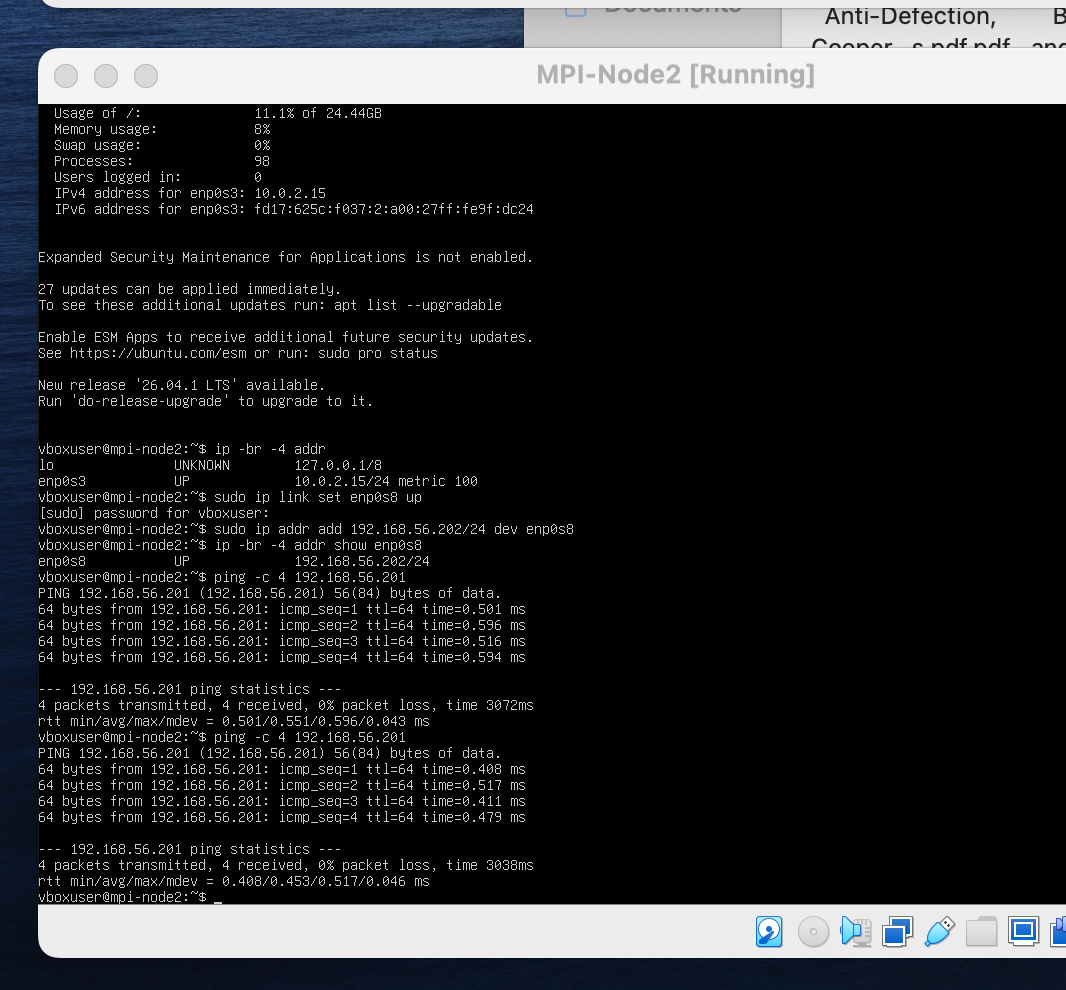 Documents
Anti-Defection,
Cooper...s.pdf.pdf
MPI-Node2 [Running]
Usage of /: 11.1% of 24.44GB
Memory usage: 8%
Swap usage: 0%
Processes: 98
Users logged in: 0
IPv4 address for enp0s3: 10.0.2.15
IPv6 address for enp0s3: fd17:625c:f037:2:a00:27ff:fe9f:dc24
Expanded Security Maintenance for Applications is not enabled.
27 updates can be applied immediately.
To see these additional updates run: apt list --upgradable
Enable ESM Apps to receive additional future security updates.
See https://ubuntu.com/esm or run: sudo pro status
New release '26.04.1 LTS' available.
Run 'do-release-upgrade' to upgrade to it.
vboxuser@mpi-node2:~$ ip -br -4 addr
lo UNKNOWN 127.0.0.1/8
enp0s3 UP 10.0.2.15/24 metric 100
vboxuser@mpi-node2:~$ sudo ip link set enp0s8 up
[sudo] password for vboxuser:
vboxuser@mpi-node2:~$ sudo ip addr add 192.168.56.202/24 dev enp0s8
vboxuser@mpi-node2:~$ ip -br -4 addr show enp0s8
enp0s8 UP 192.168.56.202/24
vboxuser@mpi-node2:~$ ping -c 4 192.168.56.201
PING 192.168.56.201 (192.168.56.201) 56(84) bytes of data.
64 bytes from 192.168.56.201: icmp_seq=1 ttl=64 time=0.501 ms
64 bytes from 192.168.56.201: icmp_seq=2 ttl=64 time=0.596 ms
64 bytes from 192.168.56.201: icmp_seq=3 ttl=64 time=0.516 ms
64 bytes from 192.168.56.201: icmp_seq=4 ttl=64 time=0.594 ms
--- 192.168.56.201 ping statistics ---
4 packets transmitted, 4 received, 0% packet loss, time 3072ms
rtt min/avg/max/mdev = 0.501/0.551/0.596/0.043 ms
vboxuser@mpi-node2:~$ ping -c 4 192.168.56.201
PING 192.168.56.201 (192.168.56.201) 56(84) bytes of data.
64 bytes from 192.168.56.201: icmp_seq=1 ttl=64 time=0.408 ms
64 bytes from 192.168.56.201: icmp_seq=2 ttl=64 time=0.517 ms
64 bytes from 192.168.56.201: icmp_seq=3 ttl=64 time=0.411 ms
64 bytes from 192.168.56.201: icmp_seq=4 ttl=64 time=0.479 ms
--- 192.168.56.201 ping statistics ---
4 packets transmitted, 4 received, 0% packet loss, time 3038ms
rtt min/avg/max/mdev = 0.408/0.453/0.517/0.046 ms
vboxuser@mpi-node2:~$ _